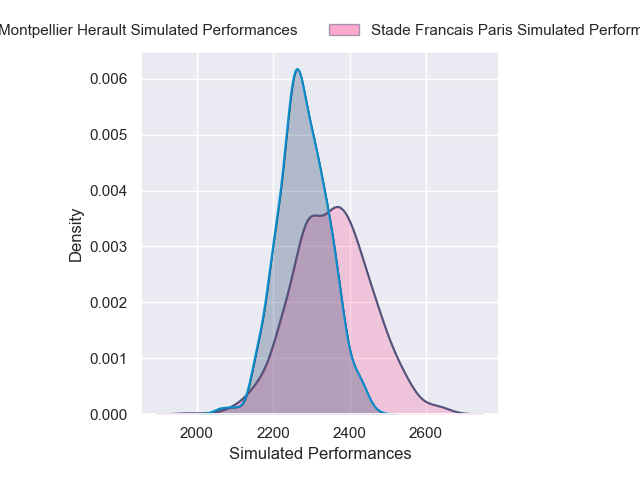 Montpellier Herault Simulated Performances
Stade Francais Paris Simulated Perform
0.006
0.005
0.004
0.003
0.002
0.001
0.000
Density
2000 2200 2400 2600
Simulated Performances